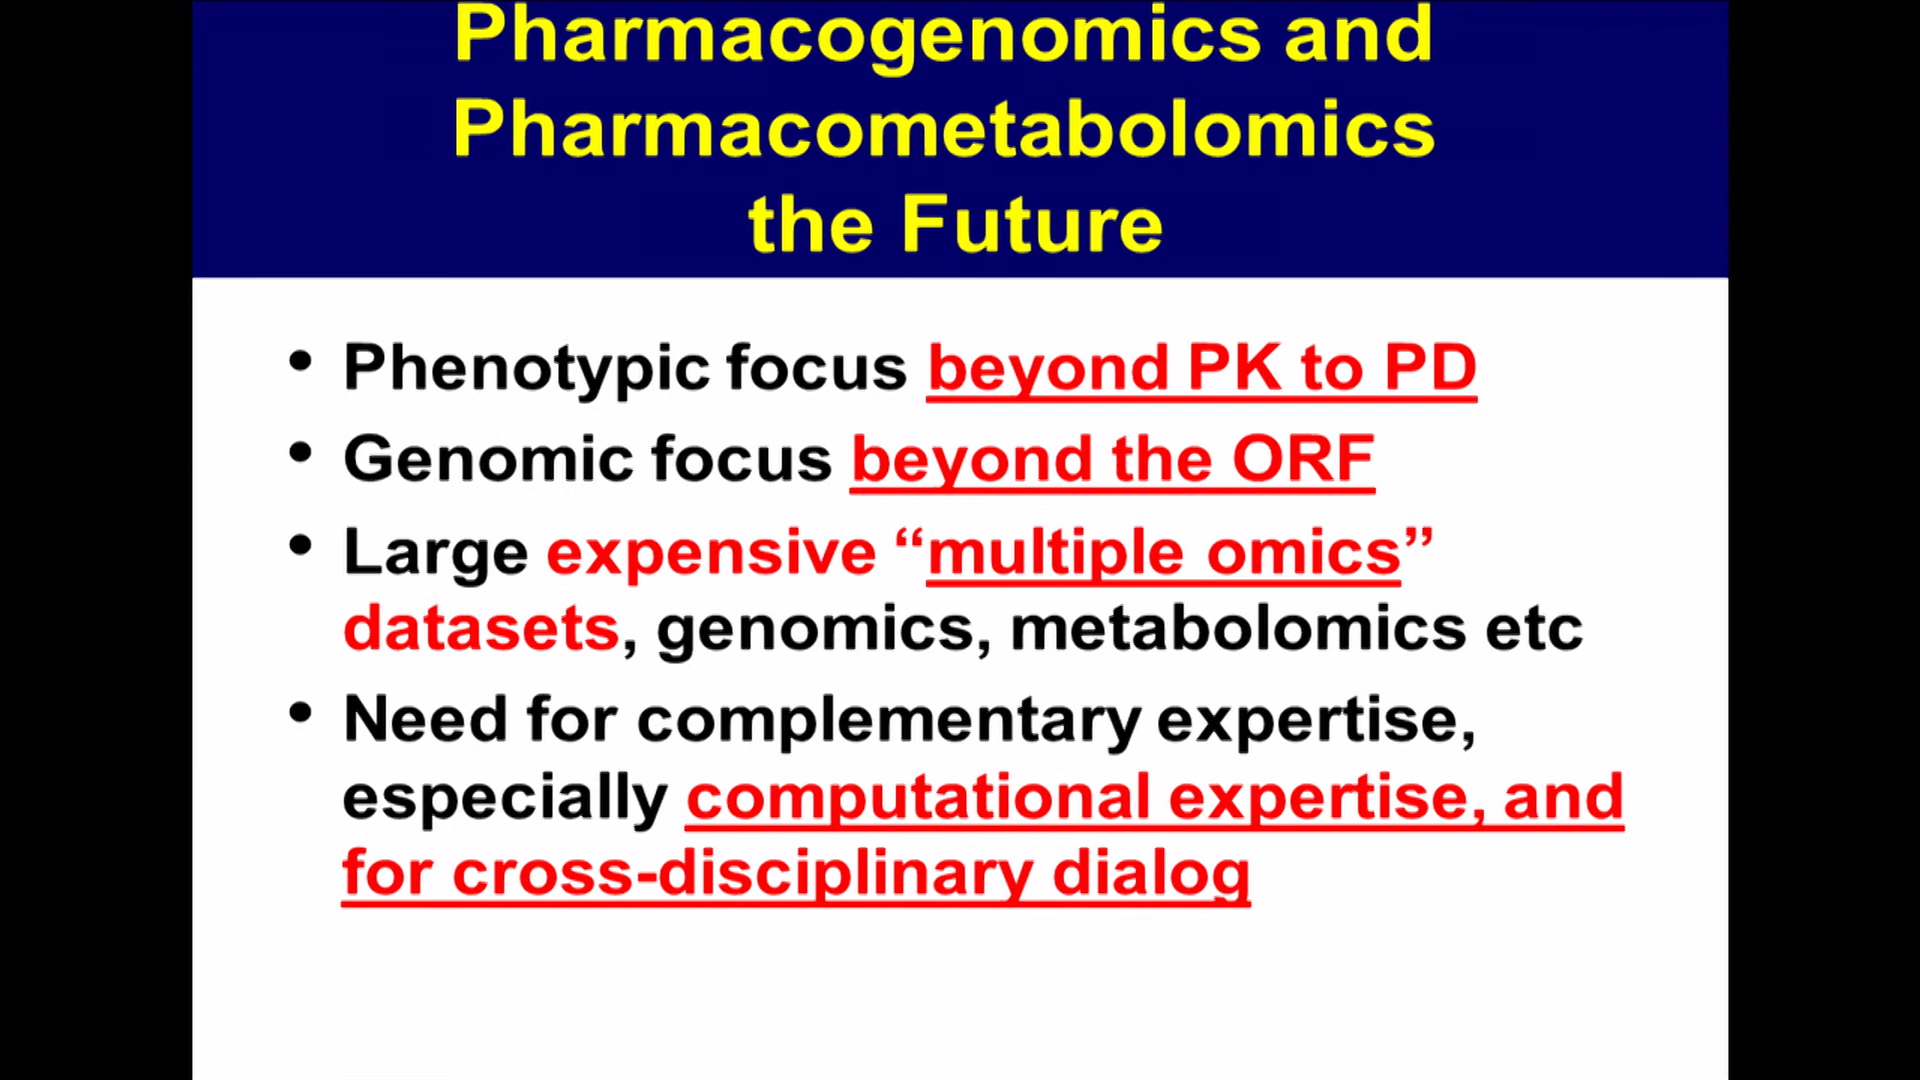 Pharmacogenomics and
Pharmacometabolomics
the Future
• Phenotypic focus beyond PK to PD
• Genomic focus beyond the ORF
• Large expensive “multiple omics”
datasets, genomics, metabolomics etc
• Need for complementary expertise,
especially computational expertise, and
for cross-disciplinary dialog